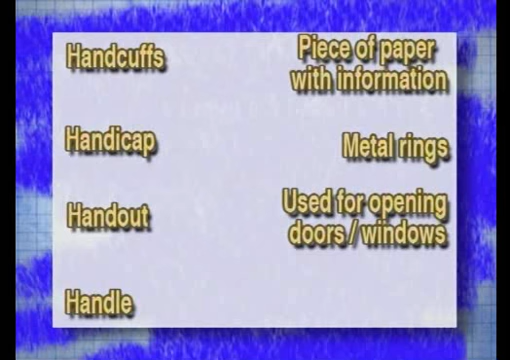 Handcuffs
Piece of paper
with information
Handicap
Metal rings
Handout
Used for opening
doors / windows
Handle